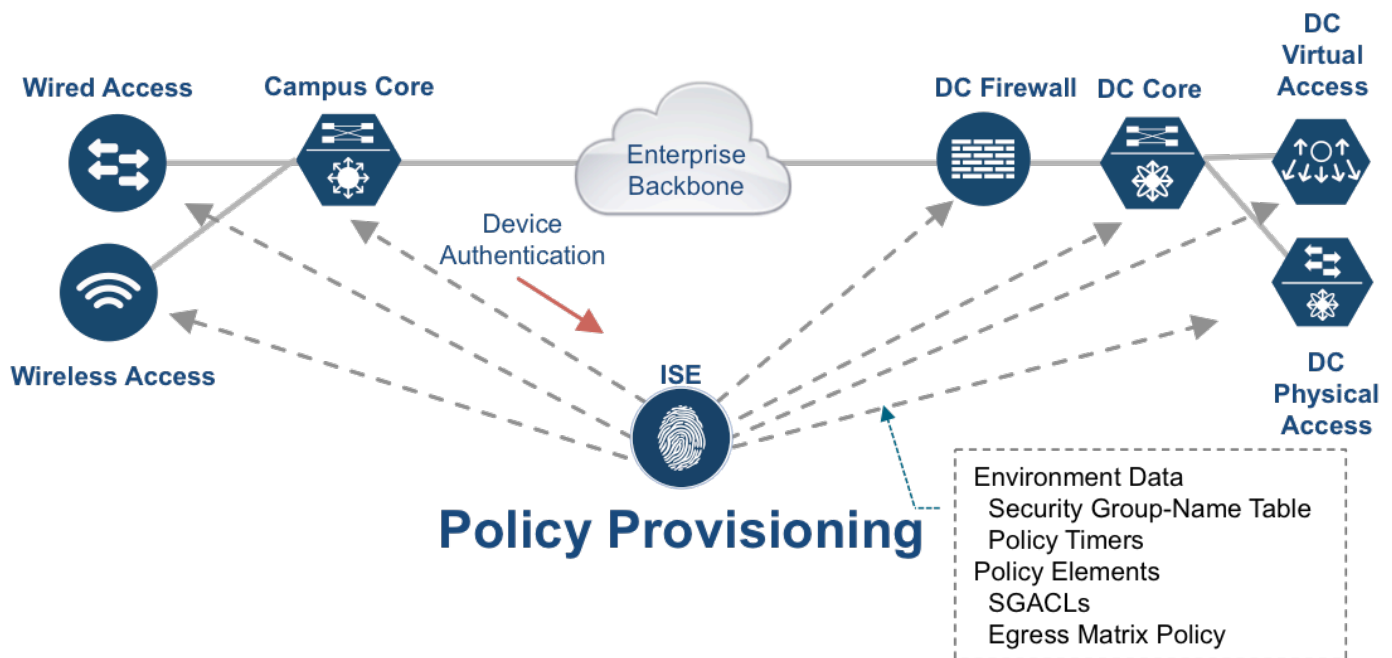 DC
Virtual
Access
Wired Access
Campus Core
DC Firewall
DC Core
Enterprise
Backbone
Device
Authentication
Wireless Access
ISE
DC
Physical
Access
Policy Provisioning
Environment Data
Security Group-Name Table
Policy Timers
Policy Elements
SGACLs
Egress Matrix Policy